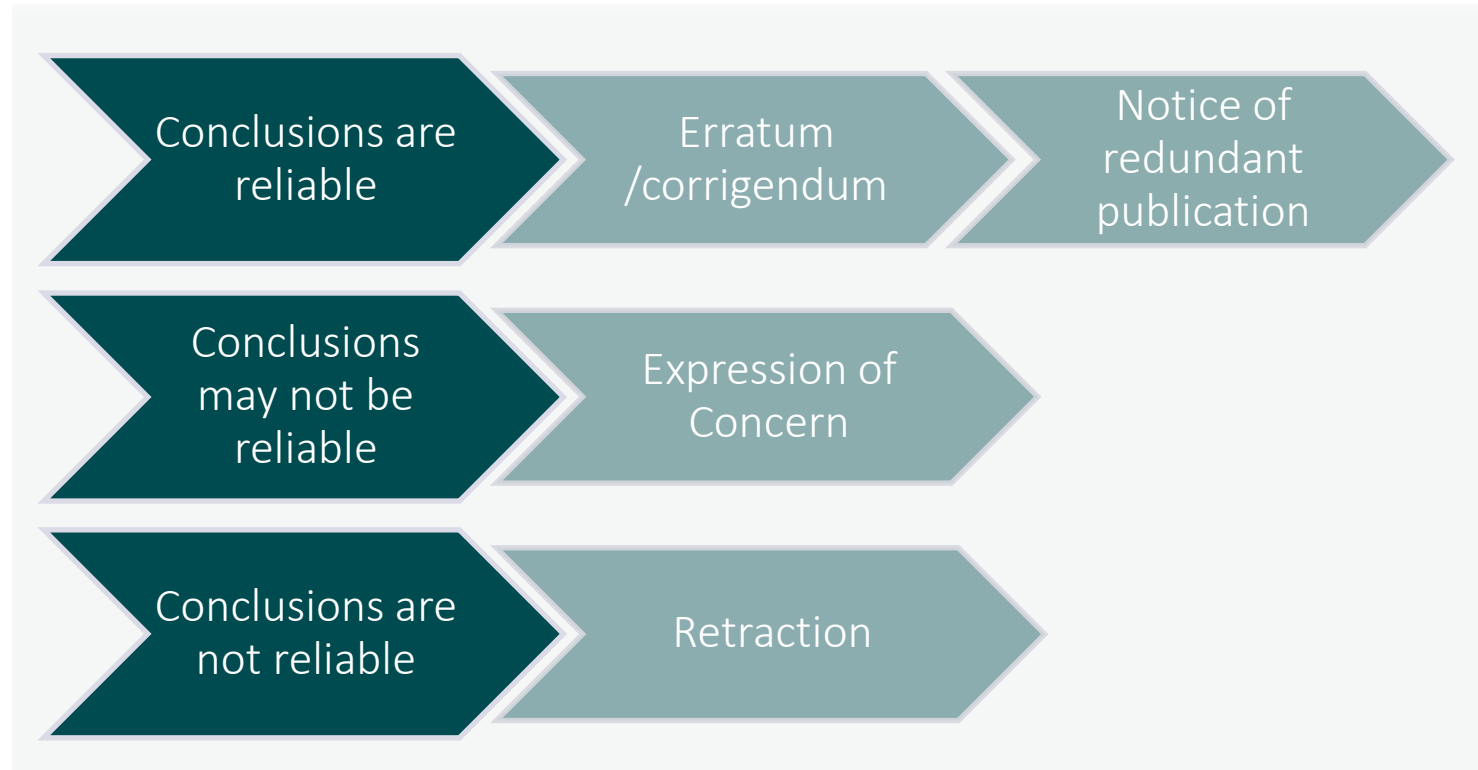 Conclusions are
reliable
Erratum
/corrigendum
Notice of
redundant
publication
Conclusions
may not be
reliable
Expression of
Concern
Conclusions are
not reliable
Retraction